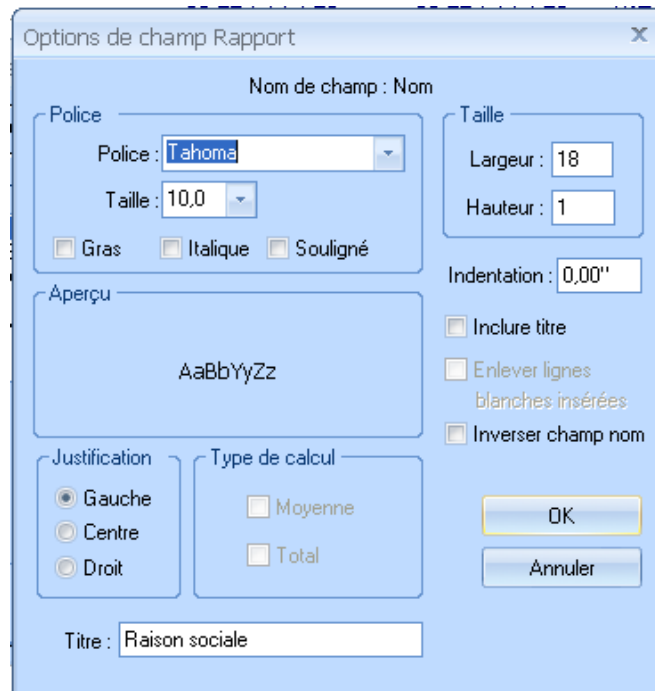 Options de champ Rapport
x
Nom de champ : Nom
Police
Police : Tahoma
Taille : 10,0
Gras Italique Souligné
Taille
Largeur : 18
Hauteur : 1
Indentation : 0,00"
Aperçu
AaBbYyZz
Inclure titre
Enlever lignes
blanches insérées
Inverser champ nom
Justification
Gauche
Centre
Droit
Type de calcul
Moyenne
Total
OK
Annuler
Titre : Raison sociale